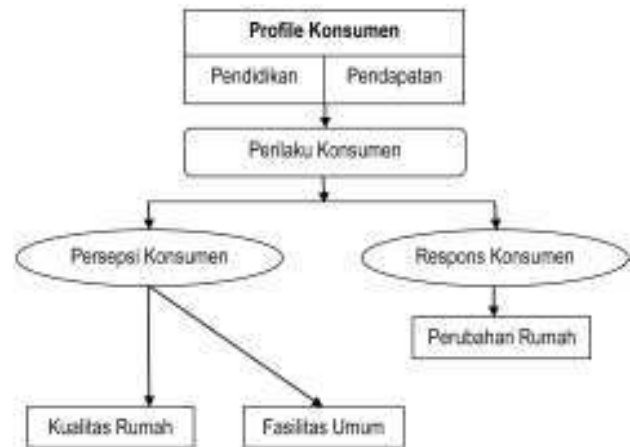 Profile Konsumen
Pendidikan Pendapatan
Perilaku Konsumen
Persepsi Konsumen Respons Konsumen
Perubahan Rumah
Kualitas Rumah Fasilitas Umum